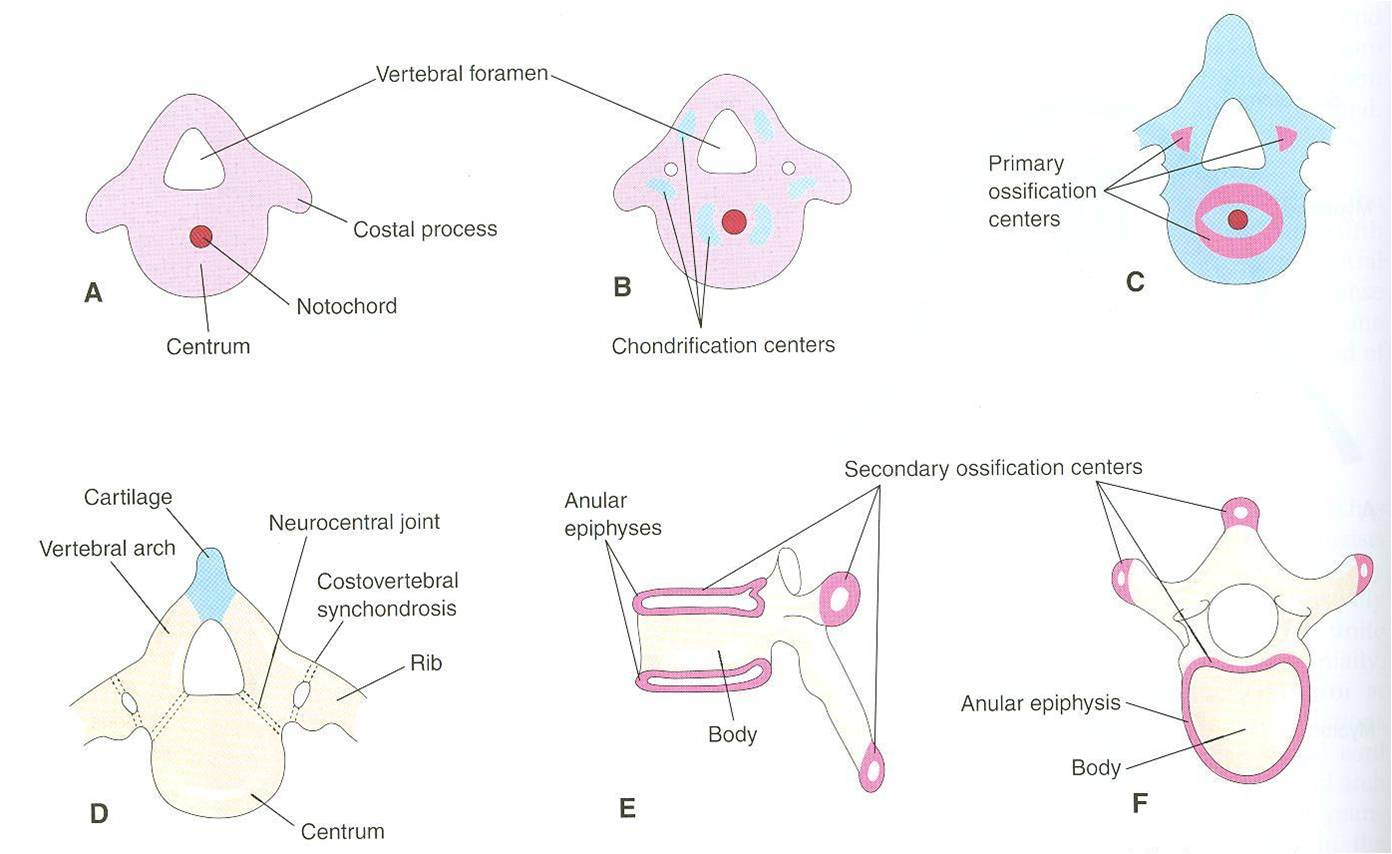 Vertebral foramen
Costal process
Notochord
A
Centrum
B
Chondrification centers
Primary
ossification
centers
C
Cartilage
Vertebral arch
Neurocentral joint
Costovertebral
synchondrosis
Rib
D
Centrum
Secondary ossification centers
Anular
epiphyses
Body
E
Anular epiphysis
Body
F